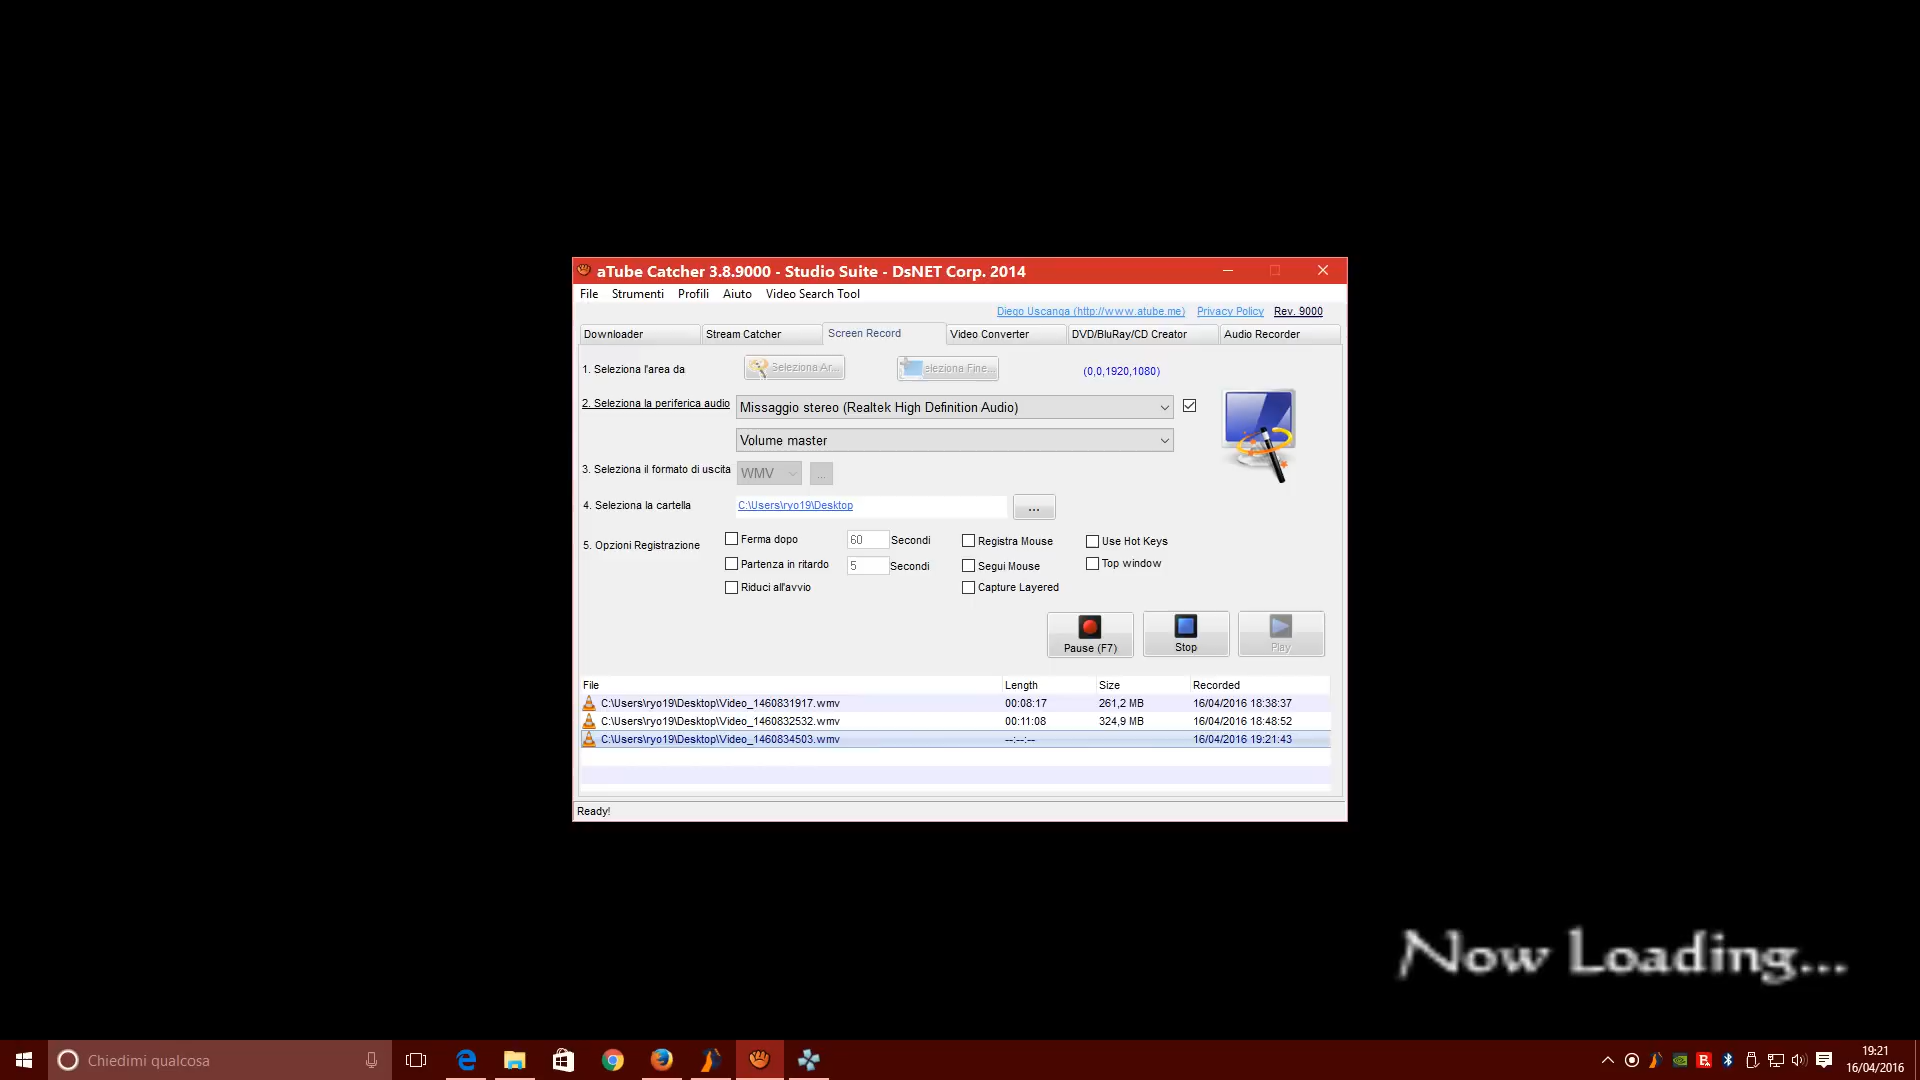 aTube Catcher 3.8.9000 - Studio Suite - DsNET Corp. 2014
File Strumenti Profili Aiuto Video Search Tool
Diego Uscanga (http://www.atube.me) Privacy Policy Rev. 9000
Downloader Stream Catcher Screen Record Video Converter DVD/BluRay/CD Creator Audio Recorder
1. Seleziona l'area da Seleziona Ar... eleziona Fine... (0,0,1920,1080)
2. Seleziona la periferica audio Missaggio stereo (Realtek High Definition Audio)
Volume master
3. Seleziona il formato di uscita WMV ...
4. Seleziona la cartella C:\Users\ryo19\Desktop ...
5. Opzioni Registrazione Ferma dopo 60 Secondi Registra Mouse Use Hot Keys
Partenza in ritardo 5 Secondi Segui Mouse Top window
Riduci all'avvio Capture Layered
Pause (F7) Stop Play
File Length Size Recorded
C:\Users\ryo19\Desktop\Video_1460831917.wmv 00:08:17 261,2 MB 16/04/2016 18:38:37
C:\Users\ryo19\Desktop\Video_1460832532.wmv 00:11:08 324,9 MB 16/04/2016 18:48:52
C:\Users\ryo19\Desktop\Video_1460834503.wmv --:--:-- 16/04/2016 19:21:43
Ready!
Now Loading...
Chiedimi qualcosa 19:21
16/04/2016